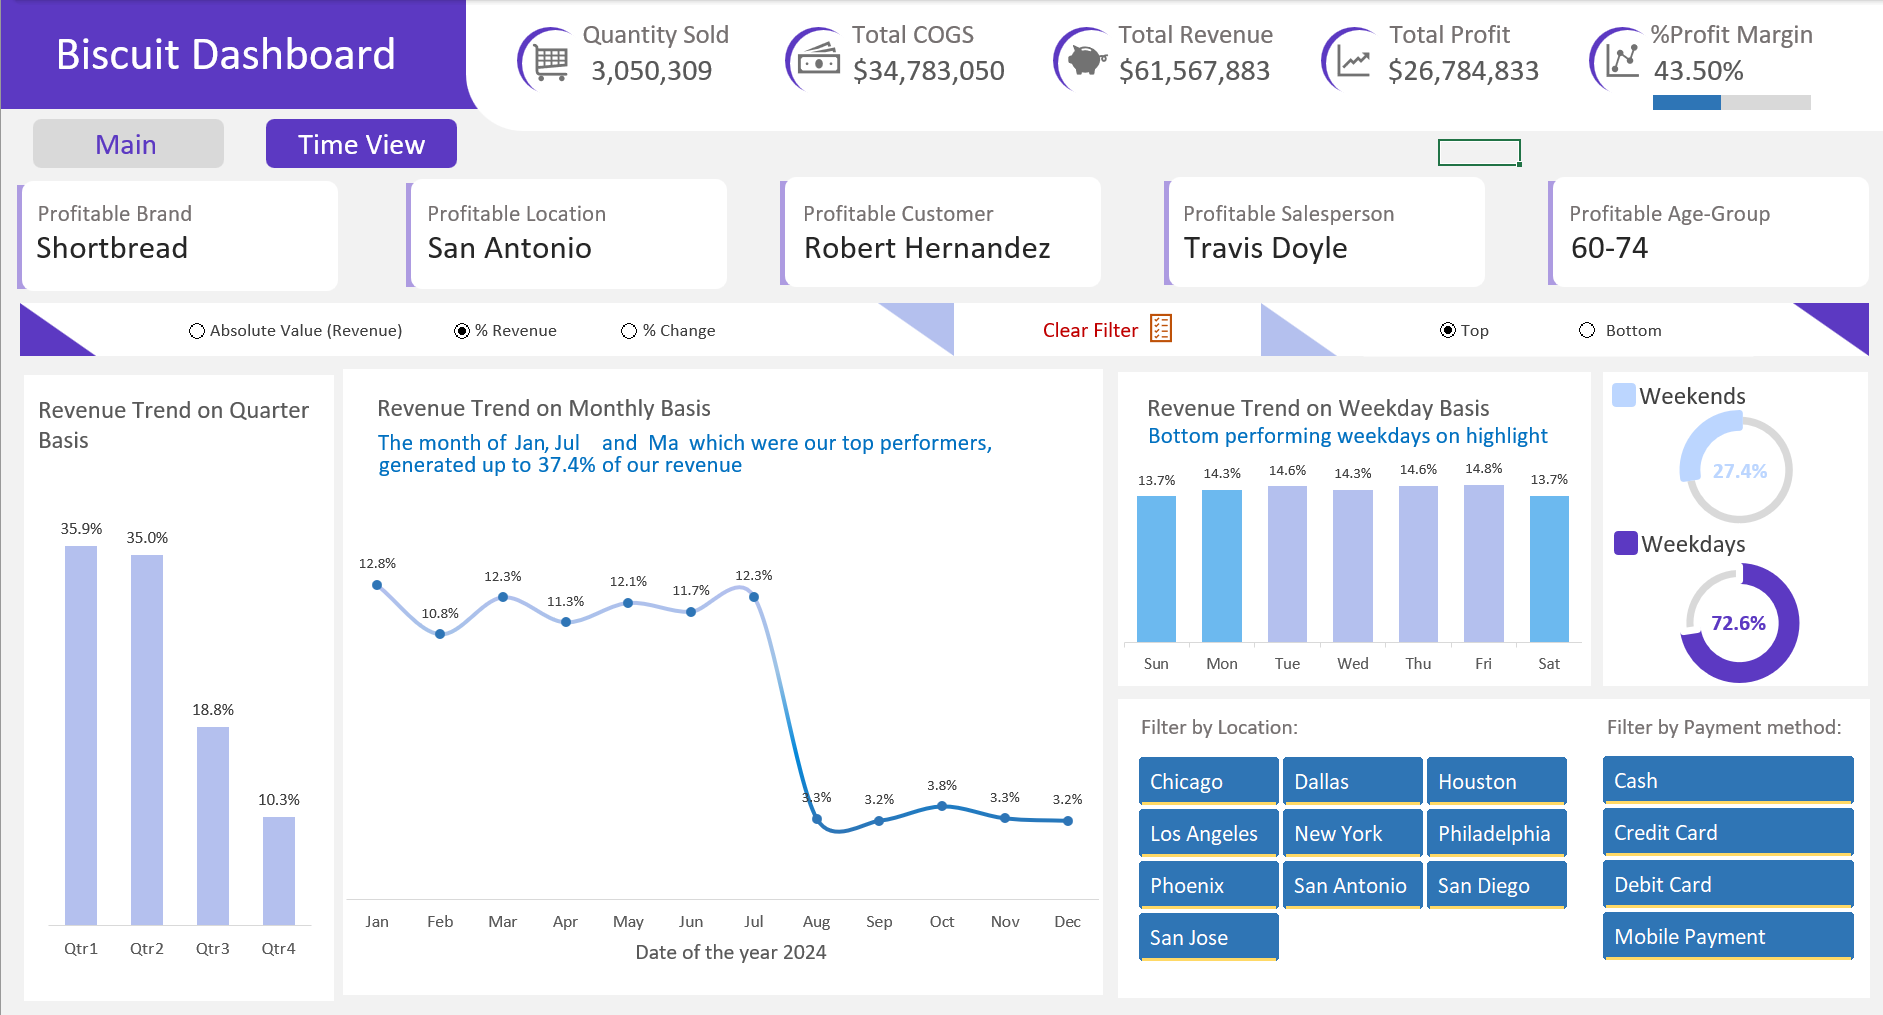 Biscuit Dashboard
Quantity Sold
3,050,309
Total COGS
$34,783,050
Total Revenue
$61,567,883
Total Profit
$26,784,833
%Profit Margin
43.50%
Main
Time View
Profitable Brand
Shortbread
Profitable Location
San Antonio
Profitable Customer
Robert Hernandez
Profitable Salesperson
Travis Doyle
Profitable Age-Group
60-74
Absolute Value (Revenue)
% Revenue
% Change
Clear Filter
Top
Bottom
Revenue Trend on Quarter
Basis
35.9%
35.0%
18.8%
10.3%
Qtr1
Qtr2
Qtr3
Qtr4
Revenue Trend on Monthly Basis
The month of Jan, Jul and Ma which were our top performers,
generated up to 37.4% of our revenue
12.8%
10.8%
12.3%
11.3%
12.1%
11.7%
12.3%
3.3%
3.2%
3.8%
3.3%
3.2%
Jan
Feb
Mar
Apr
May
Jun
Jul
Aug
Sep
Oct
Nov
Dec
Date of the year 2024
Revenue Trend on Weekday Basis
Bottom performing weekdays on highlight
13.7%
14.3%
14.6%
14.3%
14.6%
14.8%
13.7%
Sun
Mon
Tue
Wed
Thu
Fri
Sat
Weekends
27.4%
Weekdays
72.6%
Filter by Location:
Chicago
Dallas
Houston
Los Angeles
New York
Philadelphia
Phoenix
San Antonio
San Diego
San Jose
Filter by Payment method:
Cash
Credit Card
Debit Card
Mobile Payment